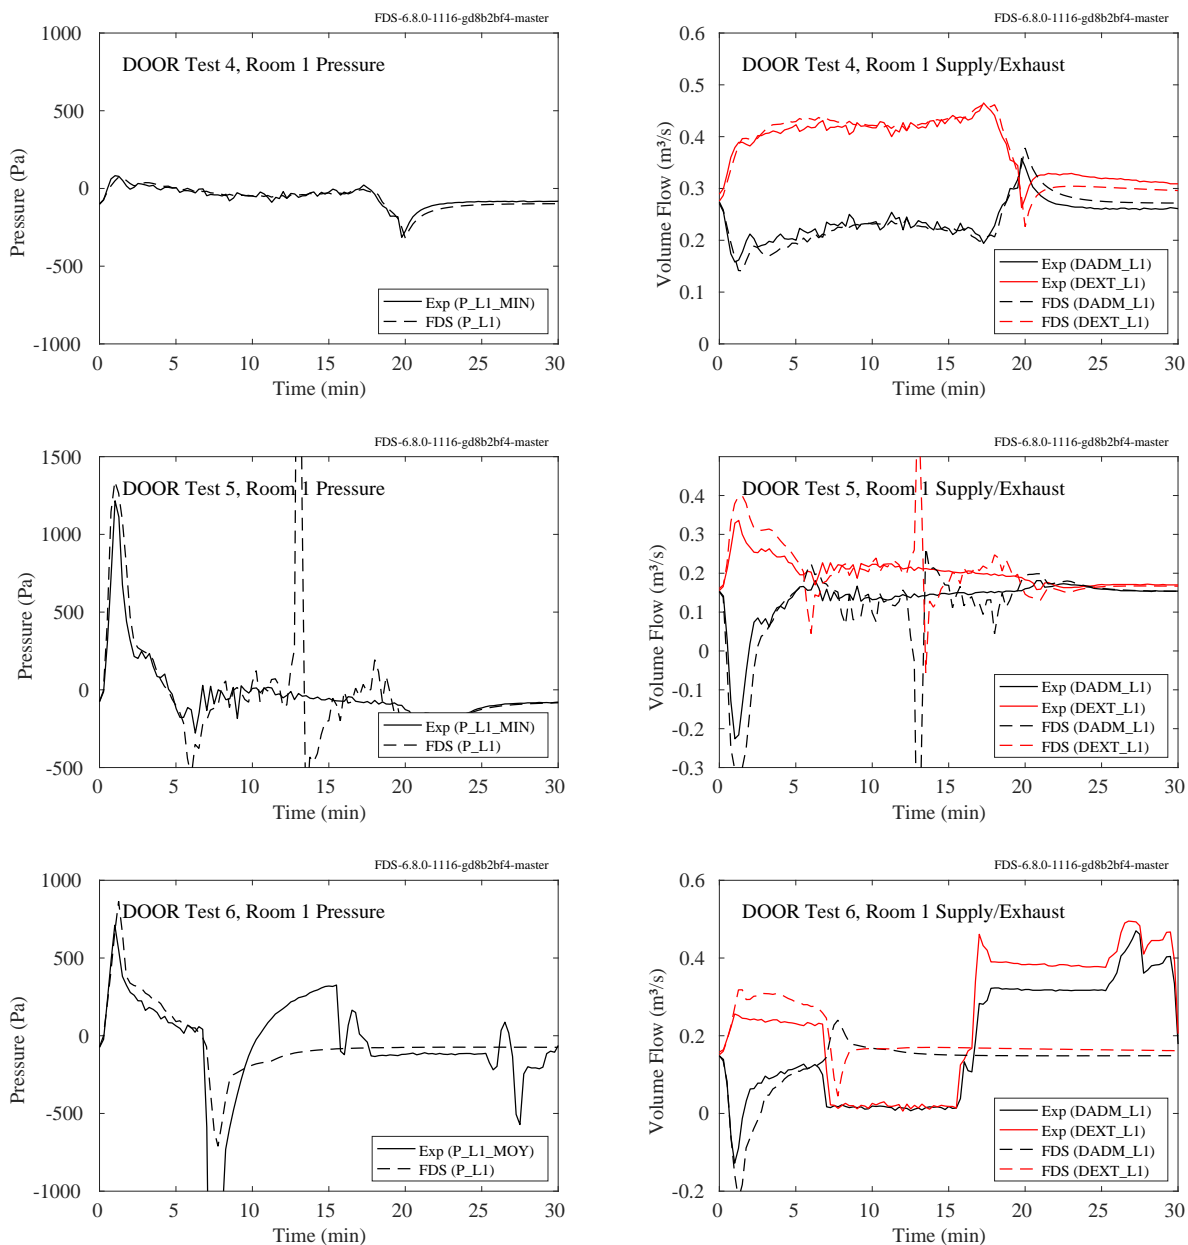 FDS-6.8.0-1116-gd8b2bf4-master
DOOR Test 4, Room 1 Pressure
1000
500
0
-500
-1000
Pressure (Pa)
Exp (P_L1_MIN)
FDS (P_L1)
0 5 10 15 20 25 30
Time (min)
FDS-6.8.0-1116-gd8b2bf4-master
DOOR Test 4, Room 1 Supply/Exhaust
0.6
0.5
0.4
0.3
0.2
0.1
0
Volume Flow (m³/s)
Exp (DADM_L1)
Exp (DEXT_L1)
FDS (DADM_L1)
FDS (DEXT_L1)
0 5 10 15 20 25 30
Time (min)
FDS-6.8.0-1116-gd8b2bf4-master
DOOR Test 5, Room 1 Pressure
1500
1000
500
0
-500
Pressure (Pa)
Exp (P_L1_MIN)
FDS (P_L1)
0 5 10 15 20 25 30
Time (min)
FDS-6.8.0-1116-gd8b2bf4-master
DOOR Test 5, Room 1 Supply/Exhaust
0.4
0.3
0.2
0.1
0
-0.1
-0.2
-0.3
Volume Flow (m³/s)
Exp (DADM_L1)
Exp (DEXT_L1)
FDS (DADM_L1)
FDS (DEXT_L1)
0 5 10 15 20 25 30
Time (min)
FDS-6.8.0-1116-gd8b2bf4-master
DOOR Test 6, Room 1 Pressure
1000
500
0
-500
-1000
Pressure (Pa)
Exp (P_L1_MOY)
FDS (P_L1)
0 5 10 15 20 25 30
Time (min)
FDS-6.8.0-1116-gd8b2bf4-master
DOOR Test 6, Room 1 Supply/Exhaust
0.6
0.4
0.2
0
-0.2
Volume Flow (m³/s)
Exp (DADM_L1)
Exp (DEXT_L1)
FDS (DADM_L1)
FDS (DEXT_L1)
0 5 10 15 20 25 30
Time (min)